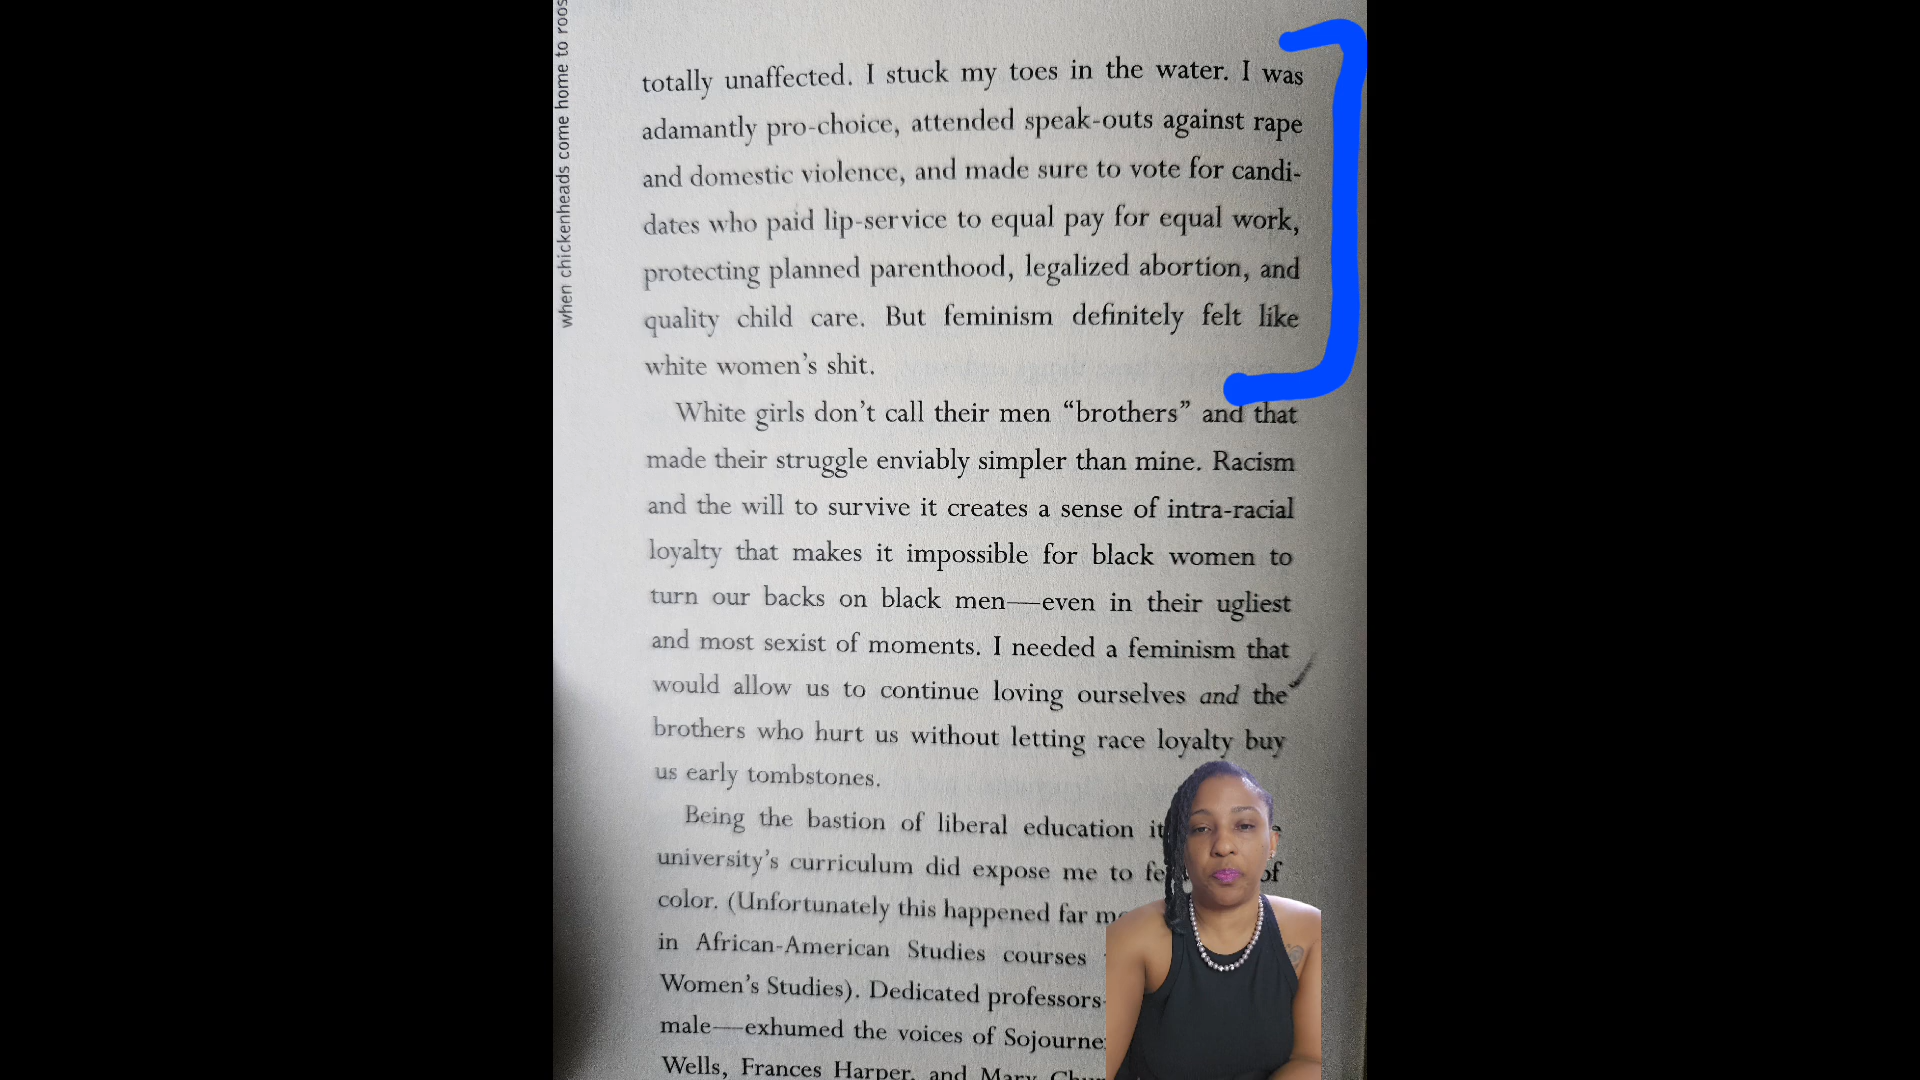 when chickenheads come home to roos
totally unaffected. I stuck my toes in the water. I was
adamantly pro-choice, attended speak-outs against rape
and domestic violence, and made sure to vote for candi-
dates who paid lip-service to equal pay for equal work,
protecting planned parenthood, legalized abortion, and
quality child care. But feminism definitely felt like
white women's shit.
White girls don't call their men “brothers” and that
made their struggle enviably simpler than mine. Racism
and the will to survive it creates a sense of intra-racial
loyalty that makes it impossible for black women to
turn our backs on black men—even in their ugliest
and most sexist of moments. I needed a feminism that
would allow us to continue loving ourselves and the
brothers who hurt us without letting race loyalty buy
us early tombstones.
Being the bastion of liberal education it
university's curriculum did expose me to of
color. (Unfortunately this happened far
in African-American Studies courses
Women's Studies). Dedicated professors
male—exhumed the voices of Sojourne
Wells, Frances Harper, and Mary